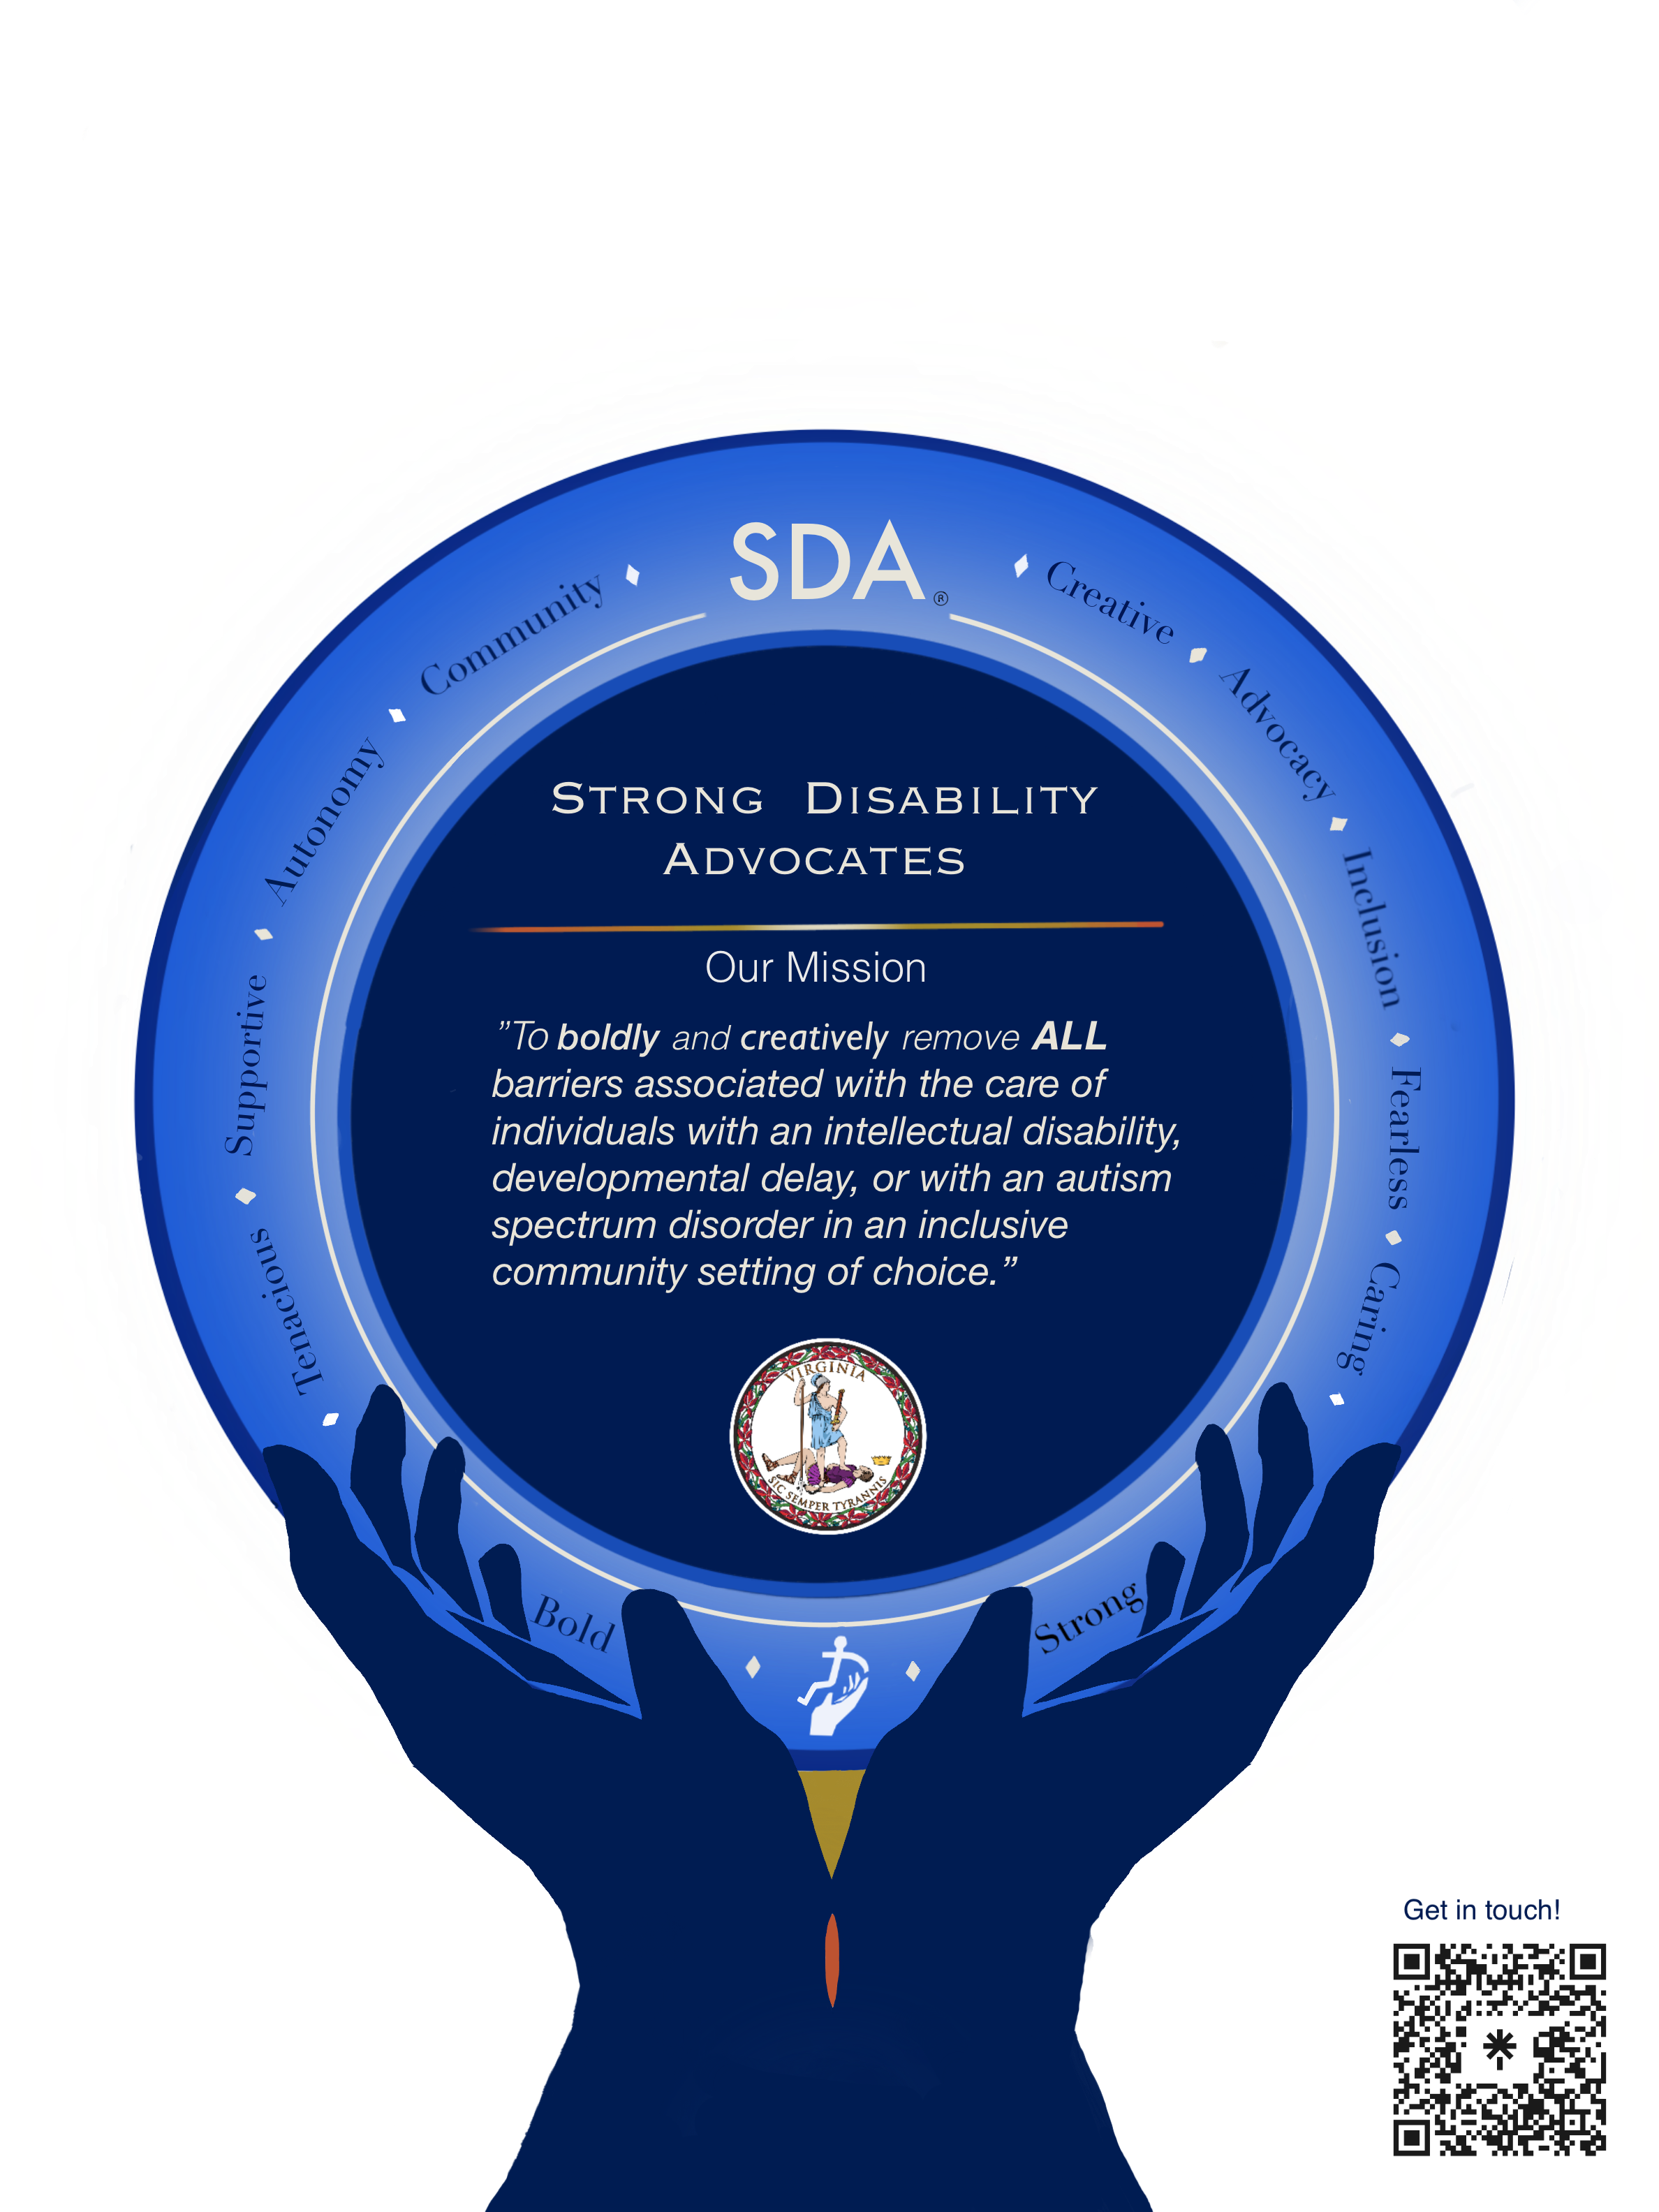 SDA®
Community
Autonomy
Supportive
Tenacious
Bold
Creative
Advocacy
Inclusion
Fearless
Caring
Strong
STRONG DISABILITY
ADVOCATES
Our Mission
”To boldly and creatively remove ALL
barriers associated with the care of
individuals with an intellectual disability,
developmental delay, or with an autism
spectrum disorder in an inclusive
community setting of choice.”
VIRGINIA
SIC SEMPER TYRANNIS
Get in touch!